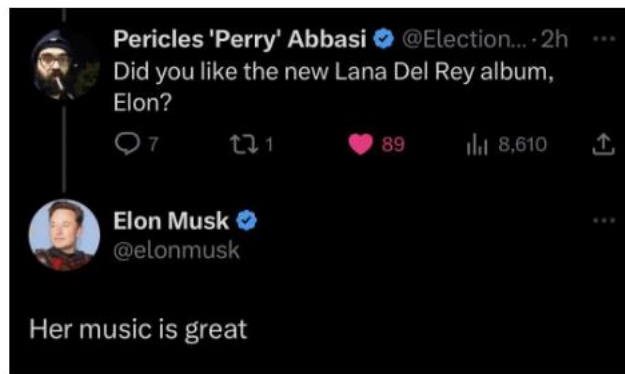 Pericles 'Perry' Abbasi @Election... · 2h
Did you like the new Lana Del Rey album,
Elon?
7 1 89 8,610
Elon Musk
@elonmusk
Her music is great